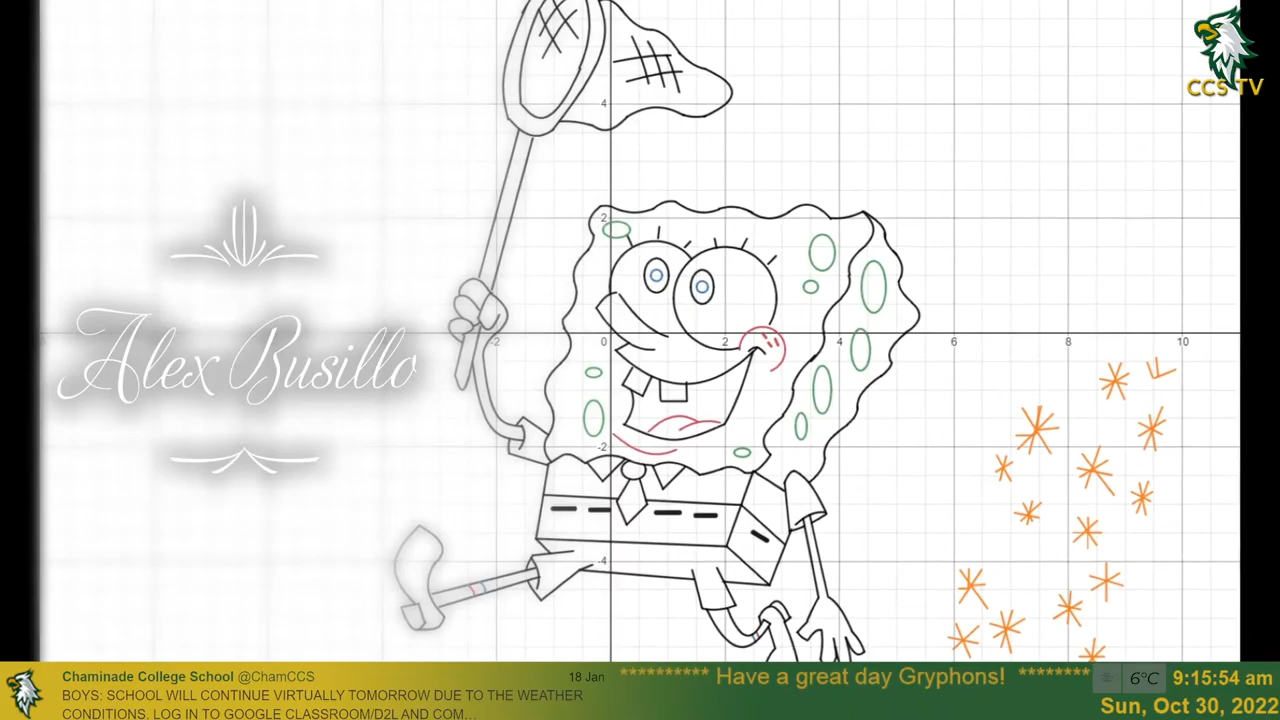 CCS TV
4
2
-2
0
2
4
6
8
10
Alex Busillo
-2
-4
Chaminade College School @ChamCCS
18 Jan
BOYS: SCHOOL WILL CONTINUE VIRTUALLY TOMORROW DUE TO THE WEATHER
CONDITIONS. LOG IN TO GOOGLE CLASSROOM/D2L AND COM...
********** Have a great day Gryphons! ********
6°C
9:15:54 am
Sun, Oct 30, 2022